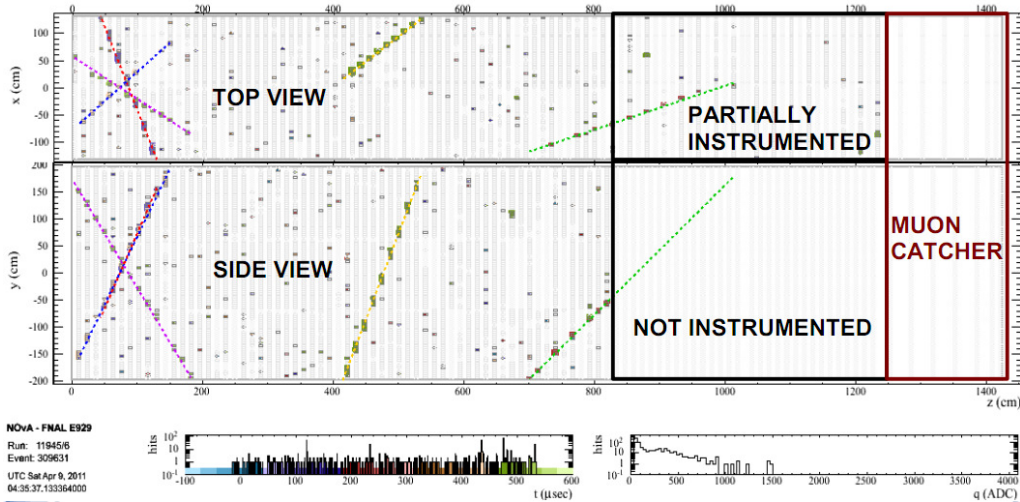 0 200 400 600 800 1000 1200 1400
x (cm)
100
50
0
-50
-100
TOP VIEW
PARTIALLY
INSTRUMENTED
y (cm)
200
150
100
50
0
-50
-100
-150
-200
SIDE VIEW
NOT INSTRUMENTED
MUON
CATCHER
0 200 400 600 800 1000 1200 1400
z (cm)
NOvA - FNAL E929
Run: 11945/6
Event: 309631
UTC Sat Apr 9, 2011
04:35:37.133364000
hits
10²
10
1
10⁻¹
-100 0 100 200 300 400 500 600
t (μsec)
hits
10²
10
1
10⁻¹
0 500 1000 1500 2000 2500 3000 3500 4000
q (ADC)